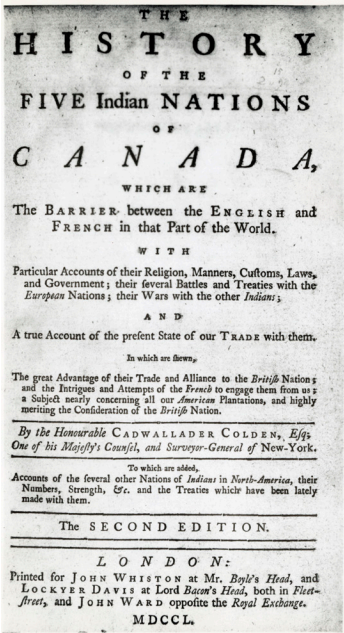 THE
HISTORY
OF THE
FIVE Indian NATIONS
OF
CANADA,
WHICH ARE
The BARRIER between the ENGLISH and
FRENCH in that Part of the World.
WITH
Particular Accounts of their Religion, Manners, Cuſtoms, Laws,
and Government; their ſeveral Battles and Treaties with the
European Nations; their Wars with the other Indians;
AND
A true Account of the preſent State of our TRADE with them.
In which are ſhewn,
The great Advantage of their Trade and Alliance to the Britiſh Nation;
and the Intrigues and Attempts of the French to engage them from us;
a Subject nearly concerning all our American Plantations, and highly
meriting the Conſideration of the Britiſh Nation.
By the Honourable CADWALLADER COLDEN, Eſq;
One of his Majeſty's Counſel, and Surveyor-General of New-York.
To which are added,
Accounts of the ſeveral other Nations of Indians in North-America, their
Numbers, Strength, &c. and the Treaties which have been lately
made with them.
The SECOND EDITION.
LONDON:
Printed for JOHN WHISTON at Mr. Boyle's Head, and
LOCKYER DAVIS at Lord Bacon's Head, both in Fleet-
ſtreet, and JOHN WARD oppoſite the Royal Exchange.
MDCCL.